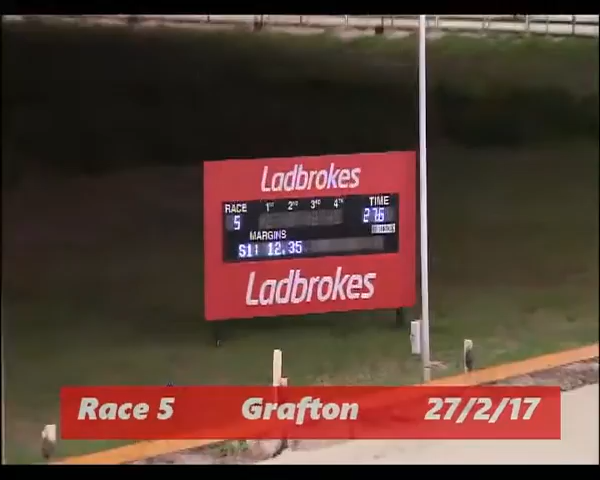 Ladbrokes
RACE 1ST 2ND 3RD 4TH TIME
5 27.6
MARGINS
S1: 12.35
Ladbrokes
Race 5 Grafton 27/2/17